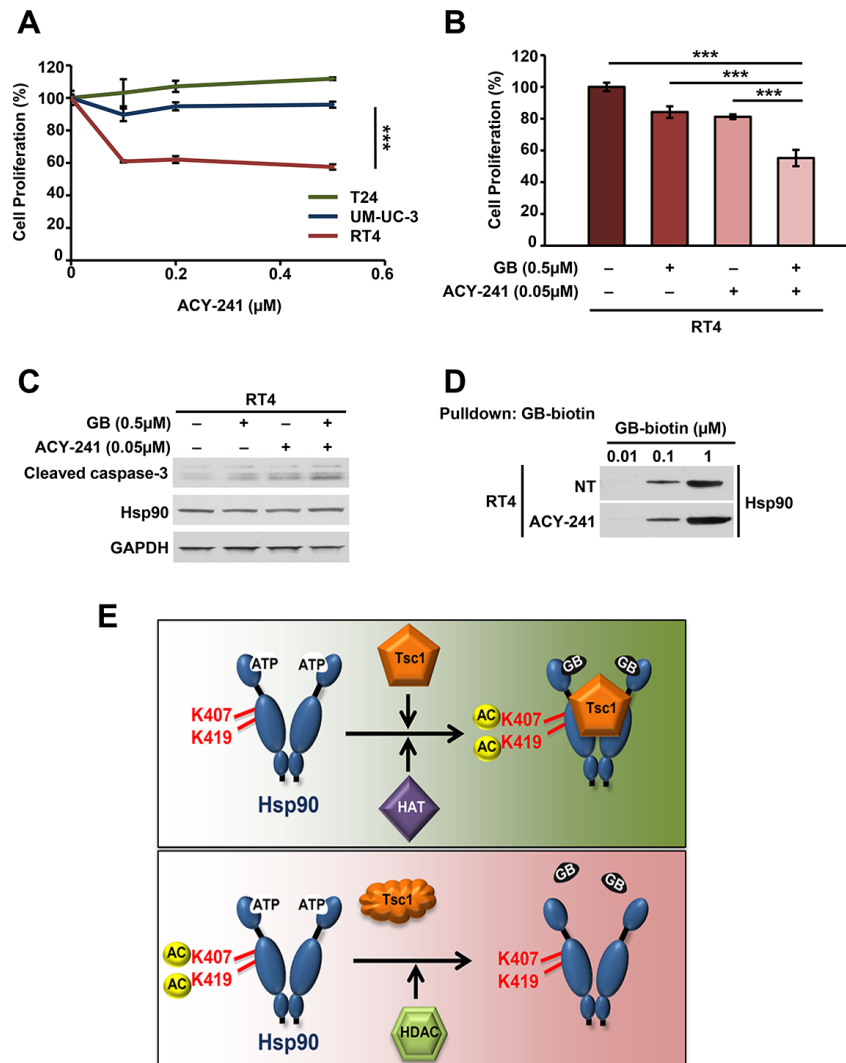 A
120
100
80
60
40
20
0
Cell Proliferation (%)
***
T24
UM-UC-3
RT4
0
0.2
0.4
0.6
ACY-241 (μM)
B
***
***
***
120
100
80
60
40
20
0
Cell Proliferation (%)
GB (0.5μM) – + – +
ACY-241 (0.05μM) – – + +
RT4
C
RT4
GB (0.5μM) – + – +
ACY-241 (0.05μM) – – + +
Cleaved caspase-3
Hsp90
GAPDH
D
Pulldown: GB-biotin
GB-biotin (μM)
0.01 0.1 1
RT4
NT
ACY-241
Hsp90
E
ATP ATP
K407
K419
Hsp90
Tsc1
HAT
GB GB
Tsc1
AC K407
AC K419
ATP ATP
AC K407
AC K419
Hsp90
Tsc1
HDAC
GB GB
K407
K419